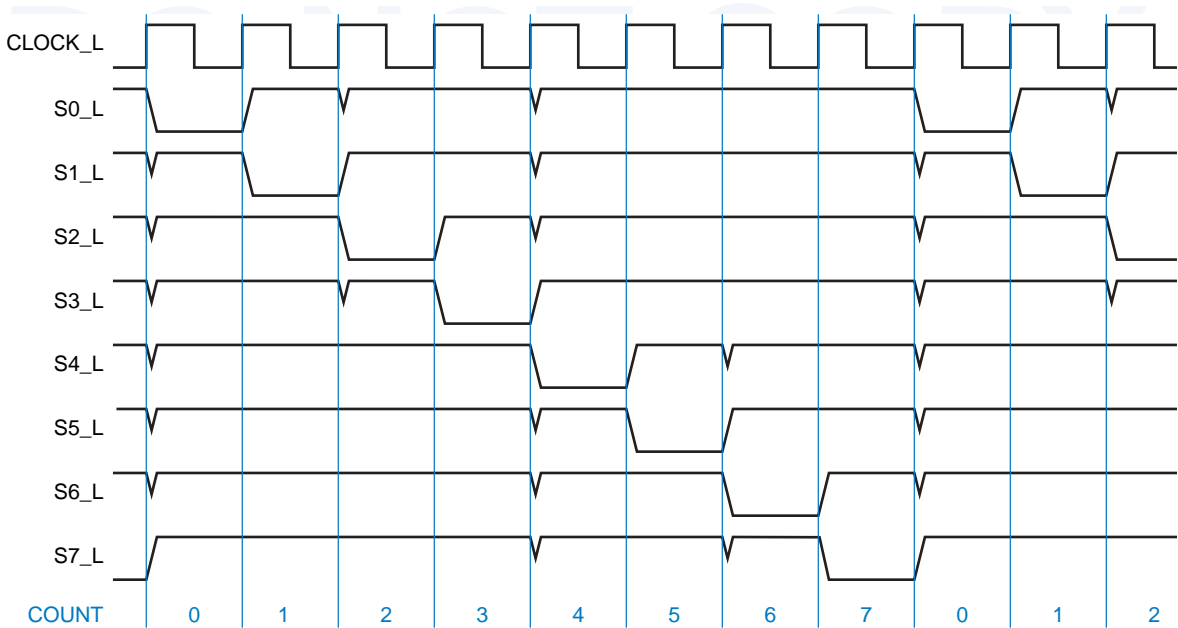 CLOCK_L
S0_L
S1_L
S2_L
S3_L
S4_L
S5_L
S6_L
S7_L
COUNT 0 1 2 3 4 5 6 7 0 1 2